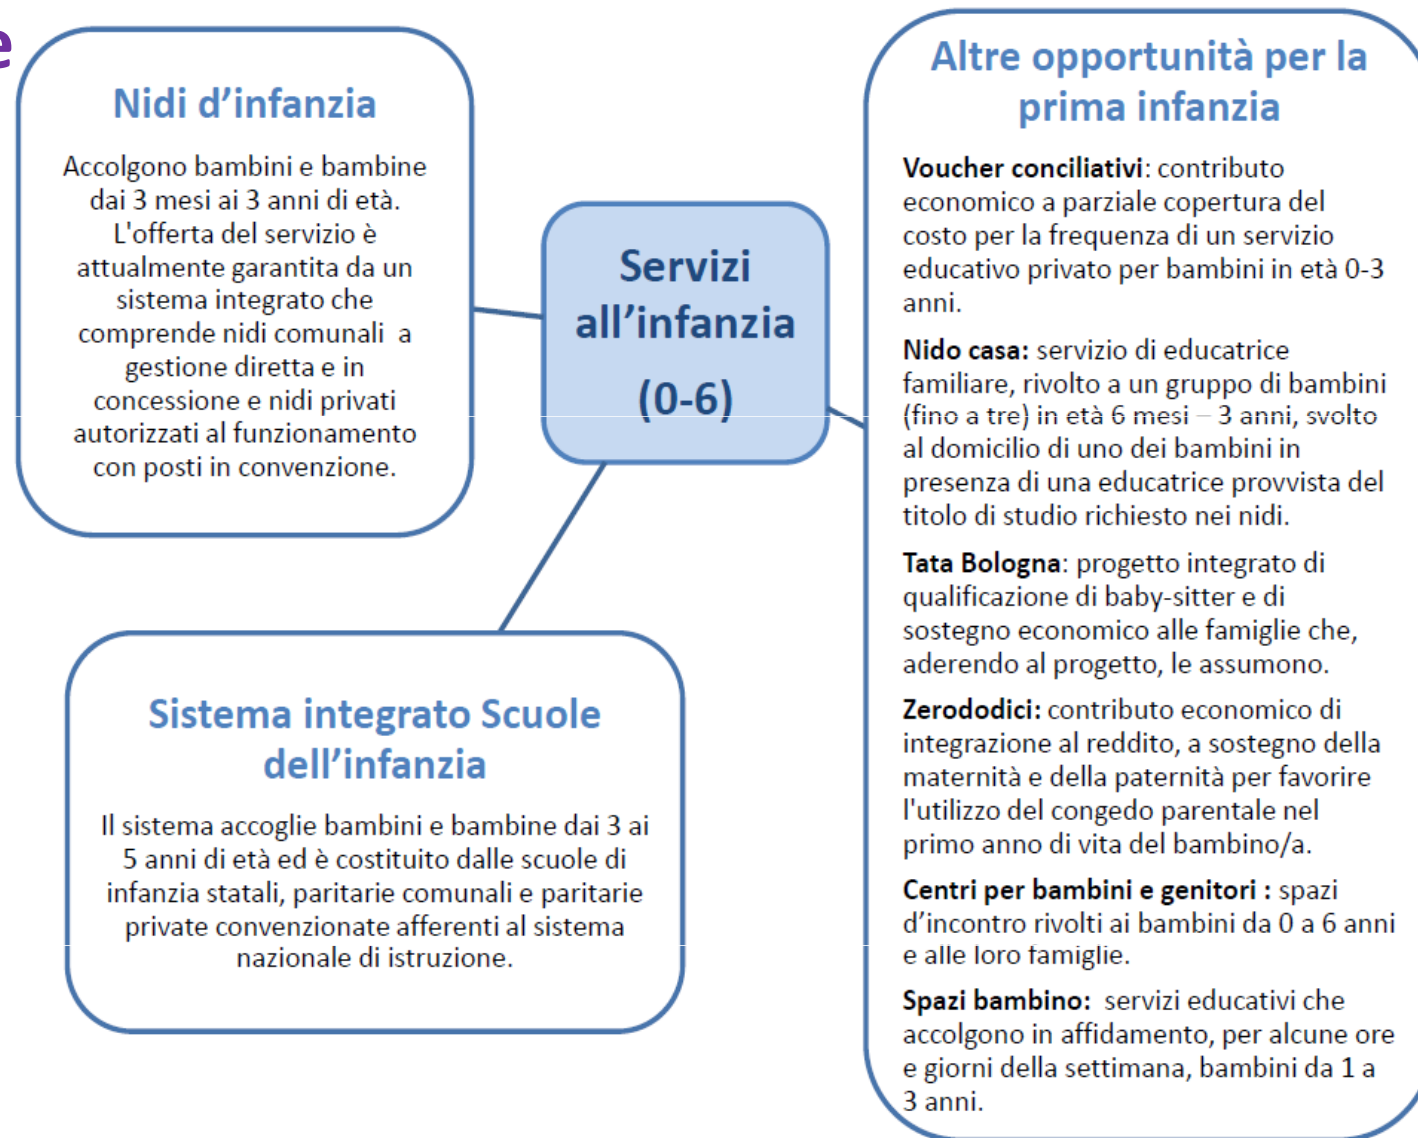 e
Nidi d’infanzia
Accolgono bambini e bambine
dai 3 mesi ai 3 anni di età.
L'offerta del servizio è
attualmente garantita da un
sistema integrato che
comprende nidi comunali  a
gestione diretta e in
concessione e nidi privati
autorizzati al funzionamento
con posti in convenzione.
Servizi
all’infanzia
(0-6)
Sistema integrato Scuole
dell’infanzia
Il sistema accoglie bambini e bambine dai 3 ai
5 anni di età ed è costituito dalle scuole di
infanzia statali, paritarie comunali e paritarie
private convenzionate afferenti al sistema
nazionale di istruzione.
Altre opportunità per la
prima infanzia
Voucher conciliativi: contributo
economico a parziale copertura del
costo per la frequenza di un servizio
educativo privato per bambini in età 0-3
anni.
Nido casa: servizio di educatrice
familiare, rivolto a un gruppo di bambini
(fino a tre) in età 6 mesi – 3 anni, svolto
al domicilio di uno dei bambini in
presenza di una educatrice provvista del
titolo di studio richiesto nei nidi.
Tata Bologna: progetto integrato di
qualificazione di baby-sitter e di
sostegno economico alle famiglie che,
aderendo al progetto, le assumono.
Zerododici: contributo economico di
integrazione al reddito, a sostegno della
maternità e della paternità per favorire
l'utilizzo del congedo parentale nel
primo anno di vita del bambino/a.
Centri per bambini e genitori : spazi
d’incontro rivolti ai bambini da 0 a 6 anni
e alle loro famiglie.
Spazi bambino:  servizi educativi che
accolgono in affidamento, per alcune ore
e giorni della settimana, bambini da 1 a
3 anni.